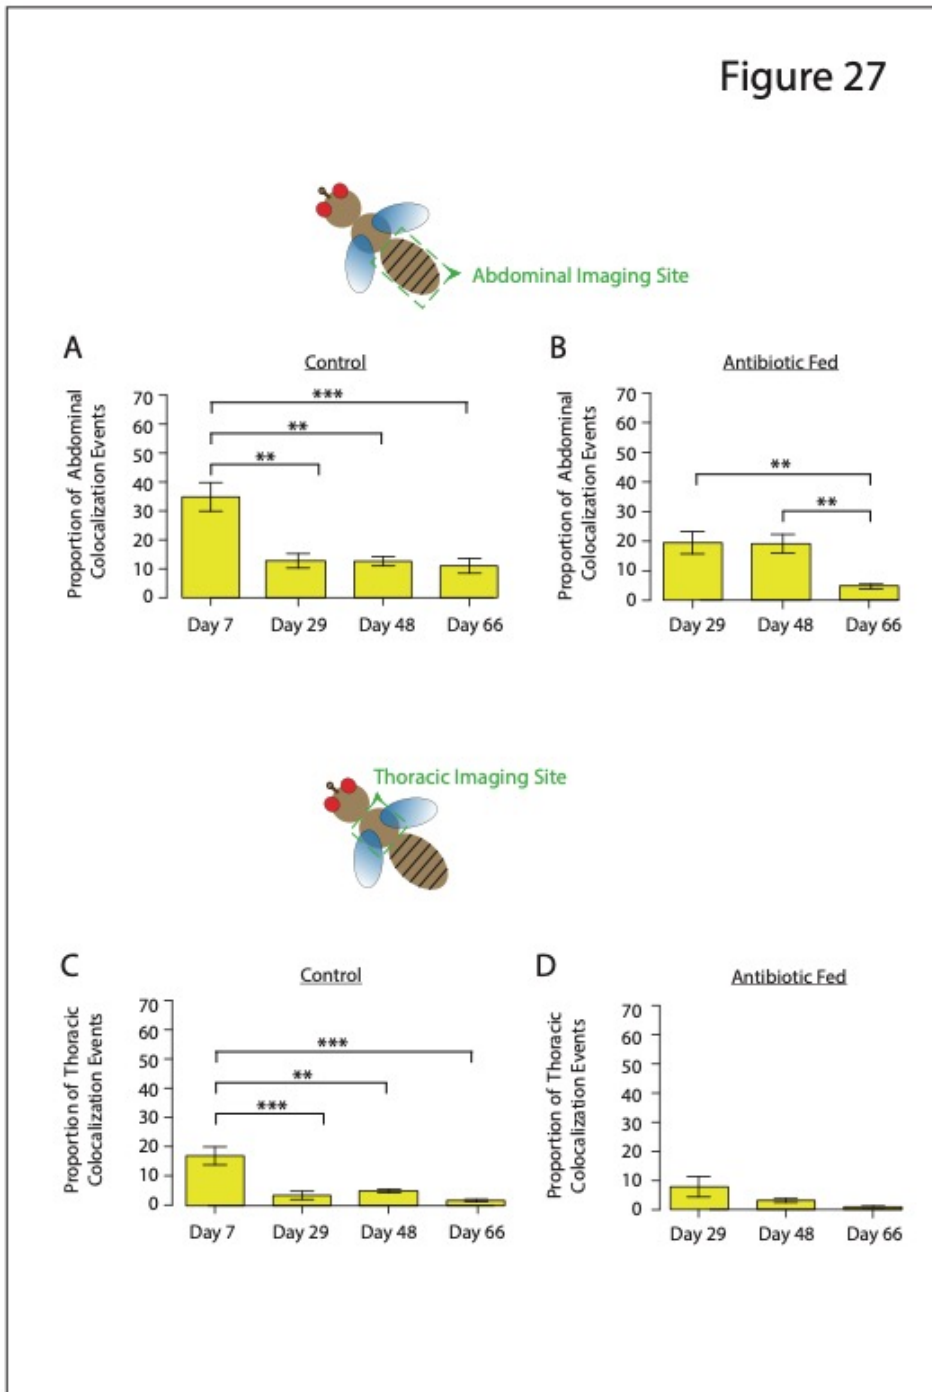 Figure 27
Abdominal Imaging Site
A
Control
Proportion of Abdominal
Colocalization Events
70
60
50
40
30
20
10
0
***
**
**
Day 7 Day 29 Day 48 Day 66
B
Antibiotic Fed
Proportion of Abdominal
Colocalization Events
70
60
50
40
30
20
10
0
**
**
Day 29 Day 48 Day 66
Thoracic Imaging Site
C
Control
Proportion of Thoracic
Colocalization Events
70
60
50
40
30
20
10
0
***
**
***
Day 7 Day 29 Day 48 Day 66
D
Antibiotic Fed
Proportion of Thoracic
Colocalization Events
70
60
50
40
30
20
10
0
Day 29 Day 48 Day 66